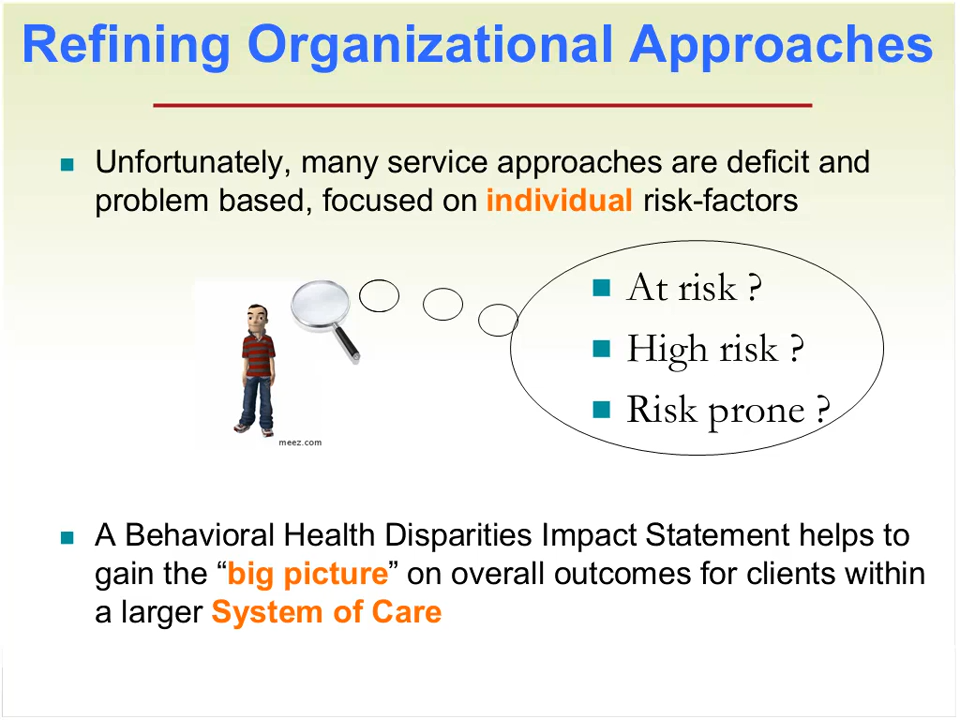 Refining Organizational Approaches
Unfortunately, many service approaches are deficit and
problem based, focused on individual risk-factors
At risk ?
High risk ?
Risk prone ?
meez.com
A Behavioral Health Disparities Impact Statement helps to
gain the “big picture” on overall outcomes for clients within
a larger System of Care